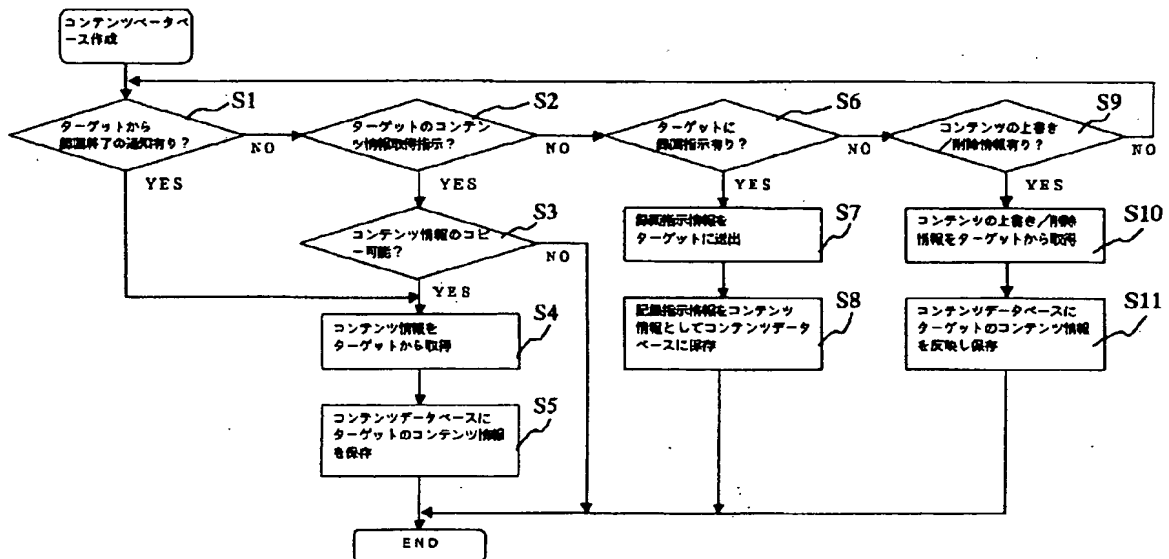 コンテンツベータベ
ース作成
S1
ターゲットから
録画終了の通知有り？
NO
YES
S2
ターゲットのコンテン
ツ情報取得指示？
NO
YES
S6
ターゲットに
録画指示有り？
NO
YES
S9
コンテンツの上書き
/削除情報有り？
NO
YES
S3
コンテンツ情報のコピ
ー可能？
NO
YES
S7
録画指示情報を
ターゲットに送出
S10
コンテンツの上書き/削除
情報をターゲットから取得
S4
コンテンツ情報を
ターゲットから取得
S8
記録指示情報をコンテンツ
情報としてコンテンツデータ
ベースに保存
S11
コンテンツデータベースに
ターゲットのコンテンツ情報
を反映し保存
S5
コンテンツデータベースに
ターゲットのコンテンツ情報
を保存
END